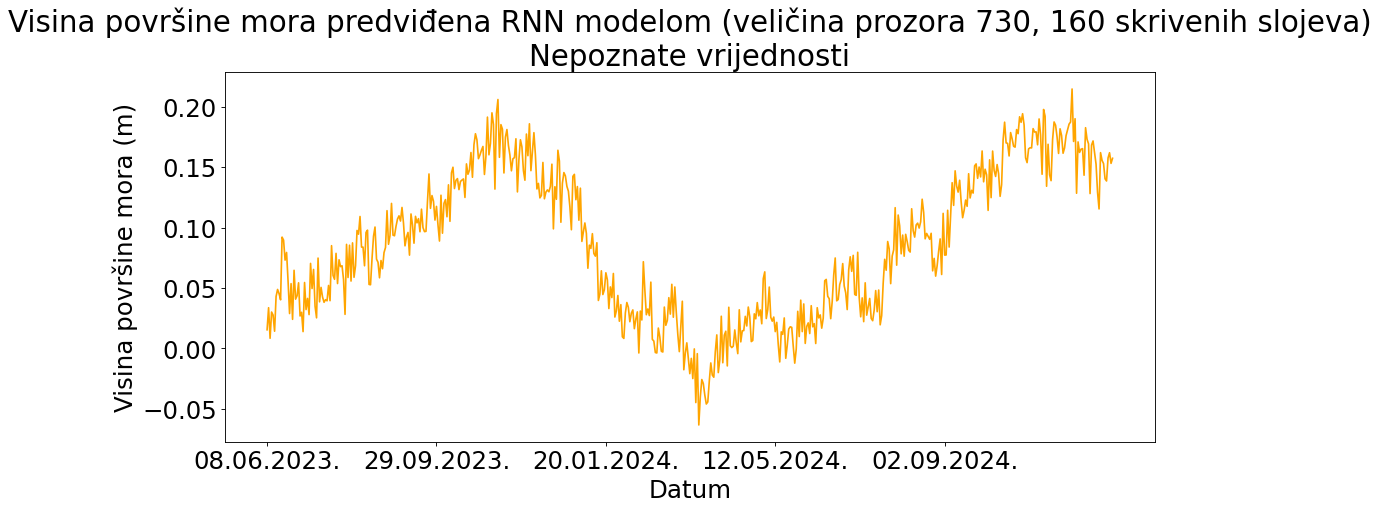 Visina površine mora predviđena RNN modelom (veličina prozora 730, 160 skrivenih slojeva)
Nepoznate vrijednosti
Visina površine mora (m)
0.20
0.15
0.10
0.05
0.00
−0.05
08.06.2023. 29.09.2023. 20.01.2024. 12.05.2024. 02.09.2024.
Datum